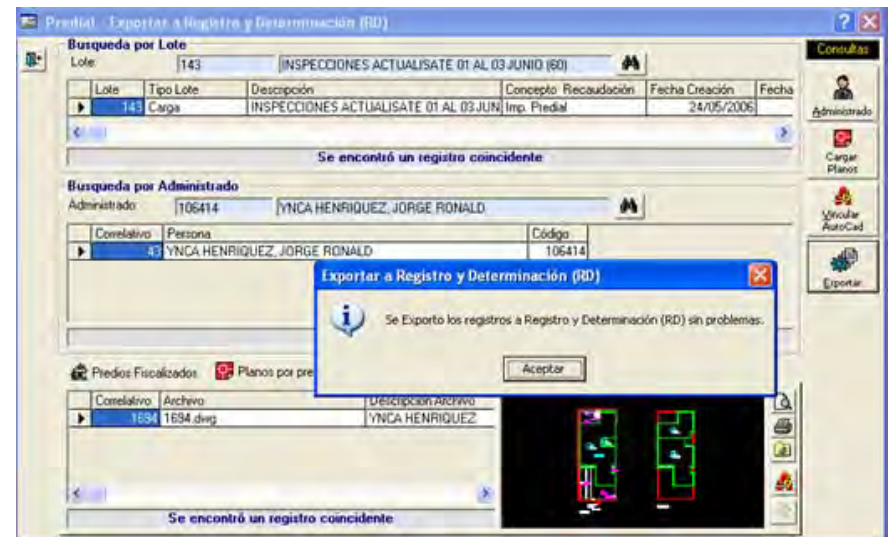 Predial - Exportar a Registro y Determinación (RD)
Busqueda por Lote
Lote: 143 INSPECCIONES ACTUALISATE 01 AL 03 JUNIO (60)
Lote Tipo Lote Descripción Concepto Recaudación Fecha Creación Fecha
143 Carga INSPECCIONES ACTUALISATE 01 AL 03 JUN Imp. Predial 24/05/2006
Se encontró un registro coincidente
Busqueda por Administrado
Administrado: 106414 YNCA HENRIQUEZ, JORGE RONALD
Correlativo Persona Código
43 YNCA HENRIQUEZ, JORGE RONALD 106414
Exportar a Registro y Determinación (RD)
Se Exporto los registros a Registro y Determinación (RD) sin problemas.
Aceptar
Predios Fiscalizados Planos por pre
Correlativo Archivo Descripción Archivo
1694 1694.dwg YNCA HENRIQUEZ
Se encontró un registro coincidente
Consultas
Administrado
Cargar
Planos
Vincular
AutoCad
Exportar